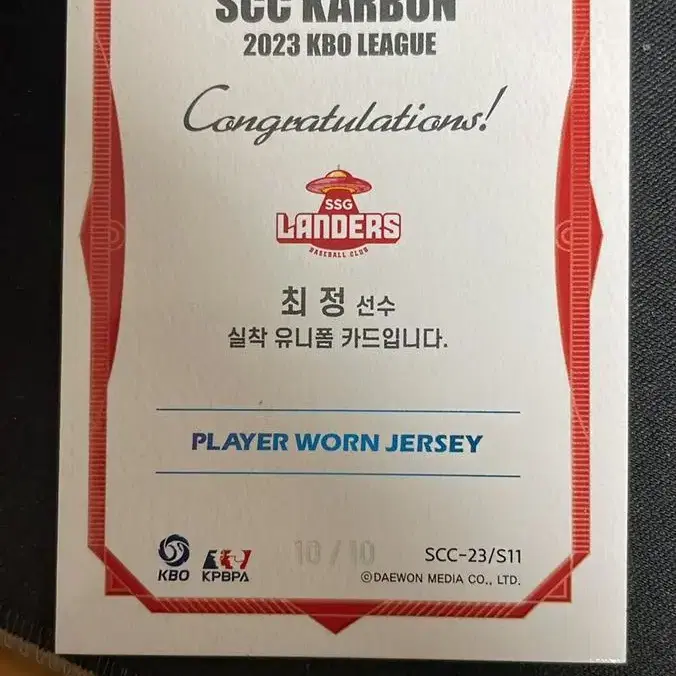 SCC KARBON
2023 KBO LEAGUE
Congratulations!
SSG
LANDERS
BASEBALL CLUB
최 정 선수
실착 유니폼 카드입니다.
PLAYER WORN JERSEY
KBO
KPBPA
10 / 10
SCC-23/S11
©DAEWON MEDIA CO., LTD.